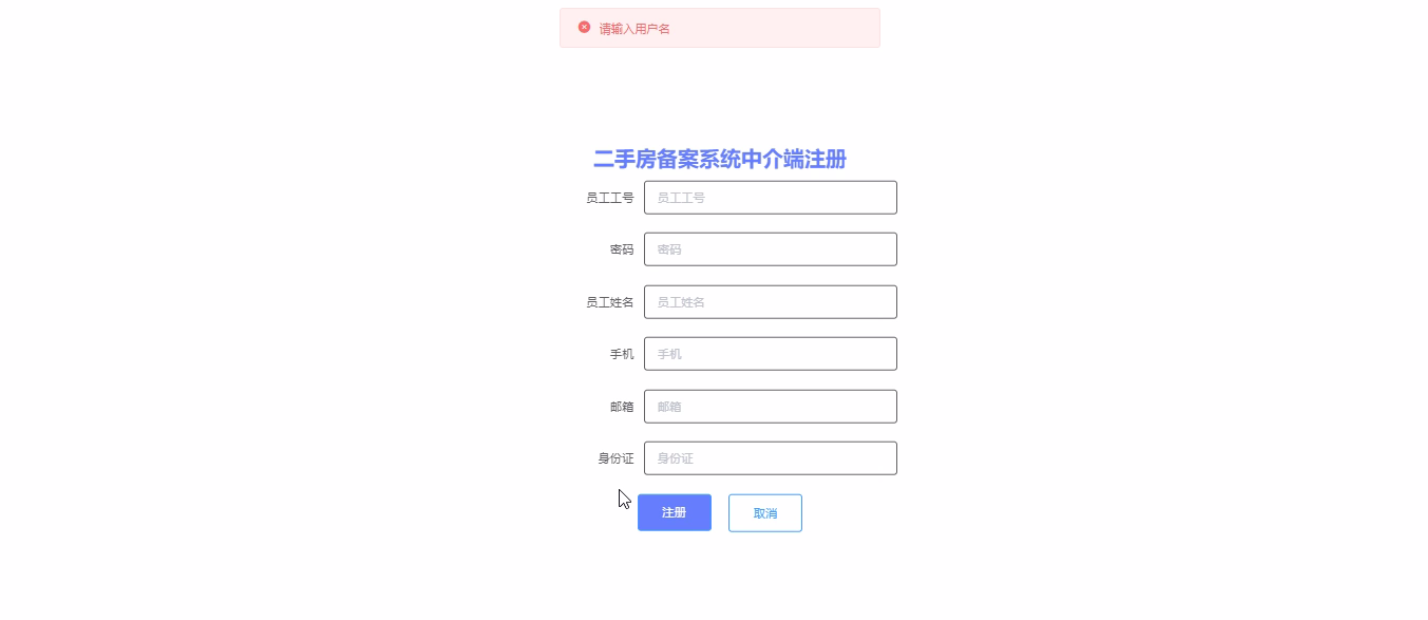 请输入用户名
二手房备案系统中介端注册
员工工号 员工工号
密码 密码
员工姓名 员工姓名
手机 手机
邮箱 邮箱
身份证 身份证
注册 取消